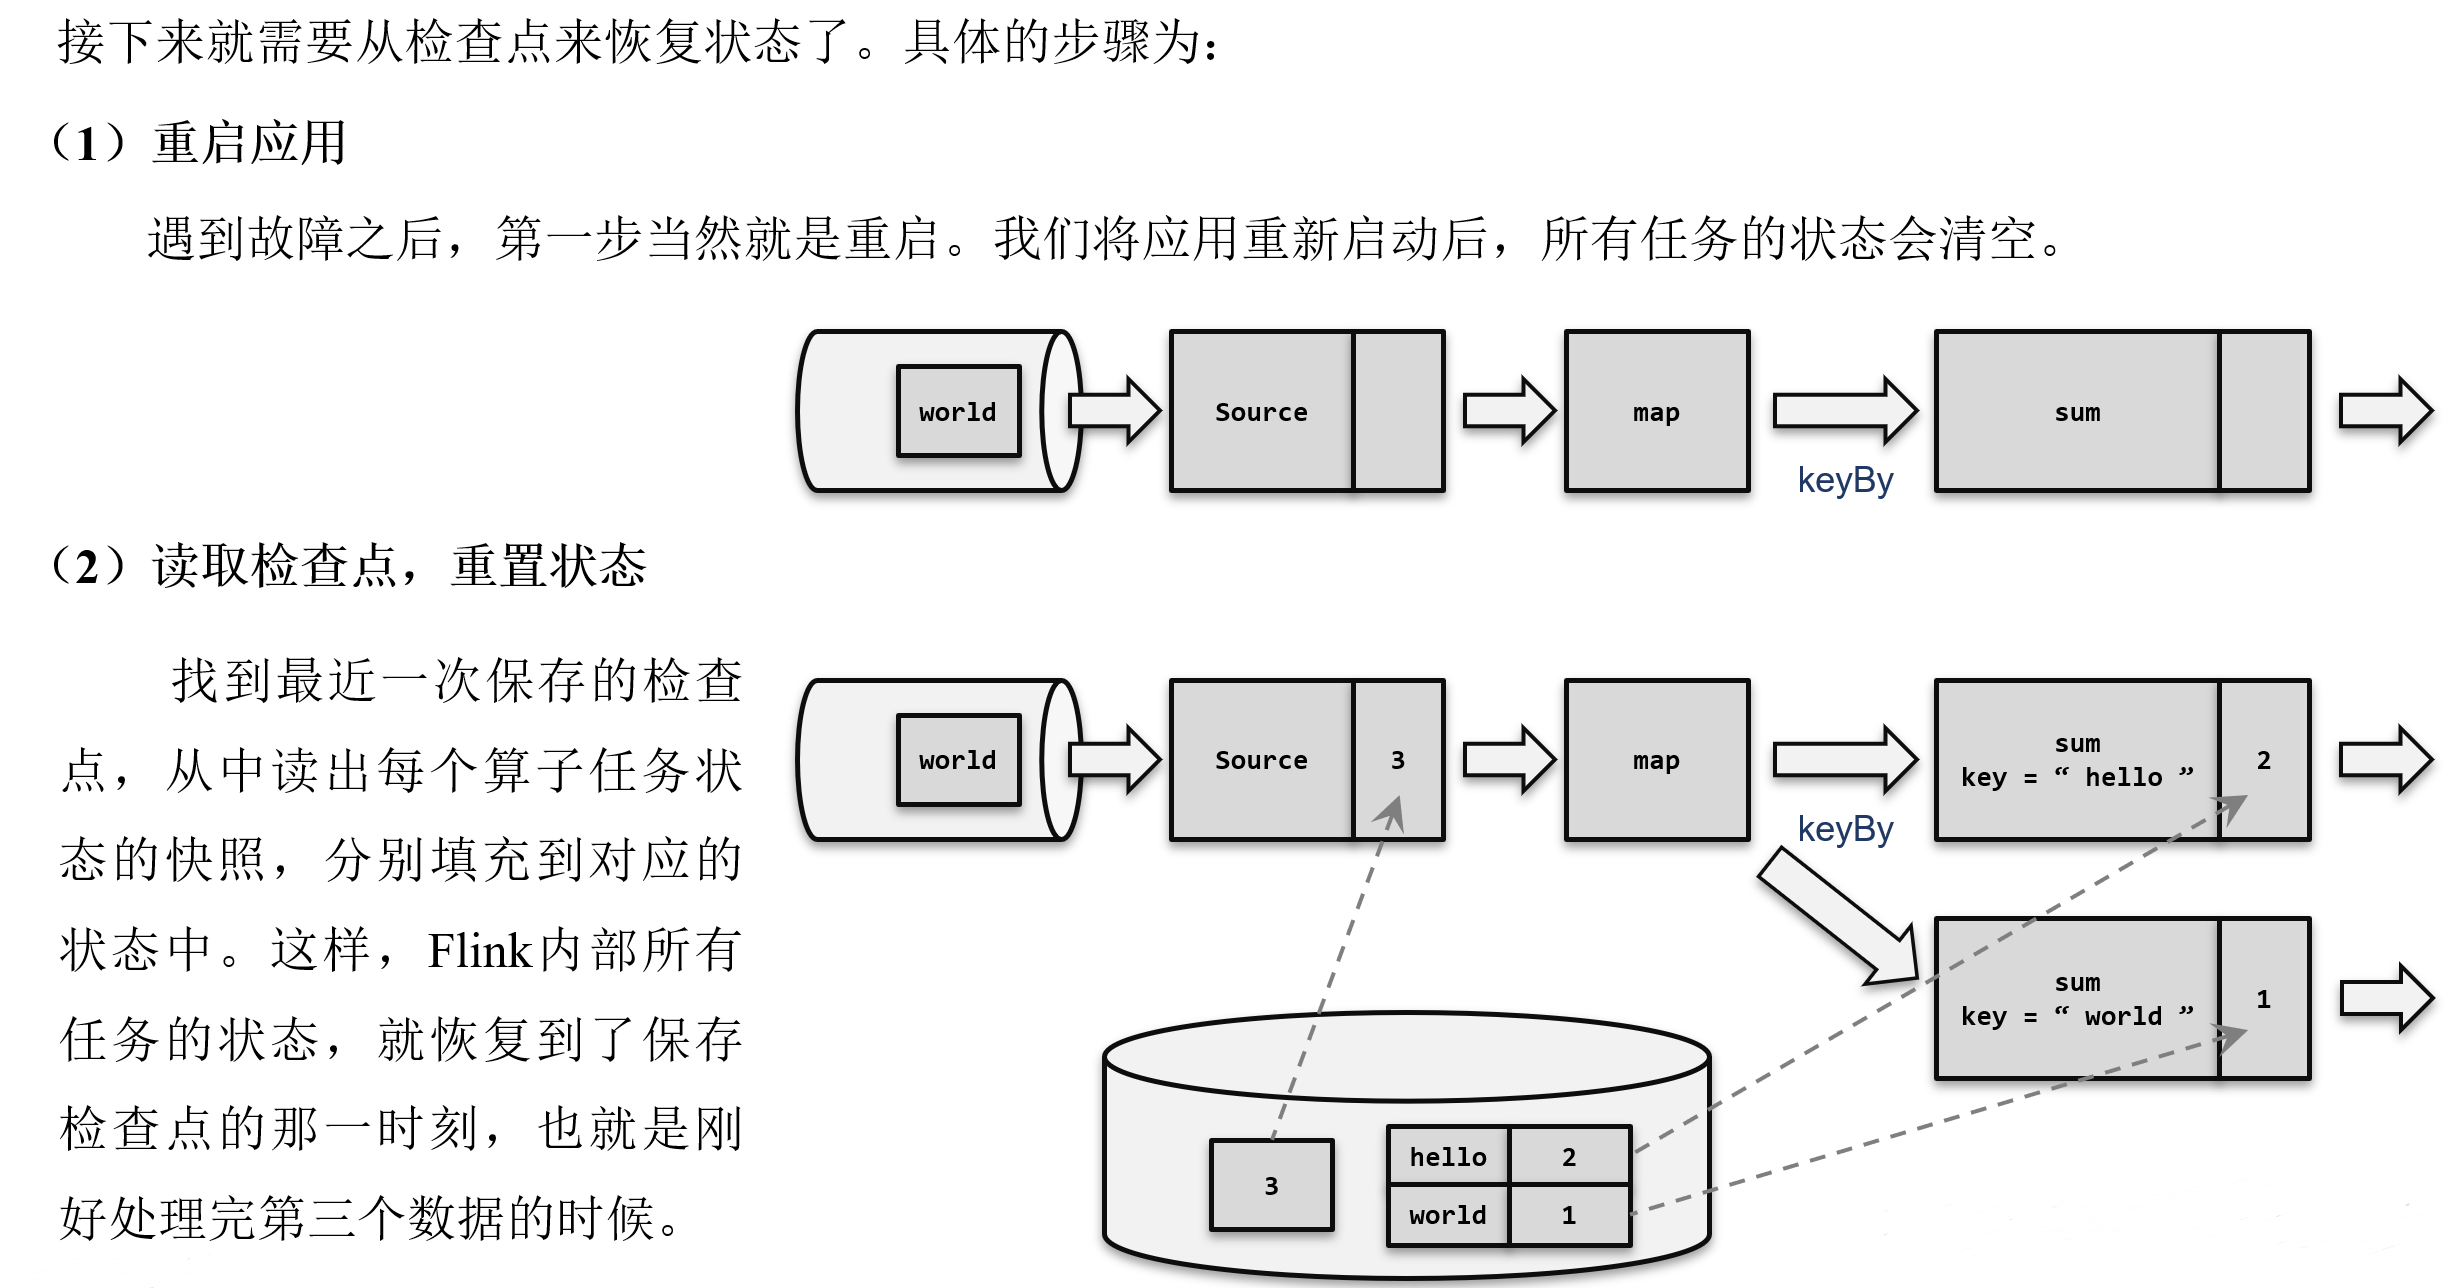 接下来就需要从检查点来恢复状态了。具体的步骤为：
（1）重启应用
遇到故障之后，第一步当然就是重启。我们将应用重新启动后，所有任务的状态会清空。
world
Source
map
keyBy
sum
（2）读取检查点，重置状态
找到最近一次保存的检查
点，从中读出每个算子任务状
态的快照，分别填充到对应的
状态中。这样，Flink内部所有
任务的状态，就恢复到了保存
检查点的那一时刻，也就是刚
好处理完第三个数据的时候。
world
Source
3
map
keyBy
sum
key = “ hello ”
2
sum
key = “ world ”
1
3
hello 2
world 1